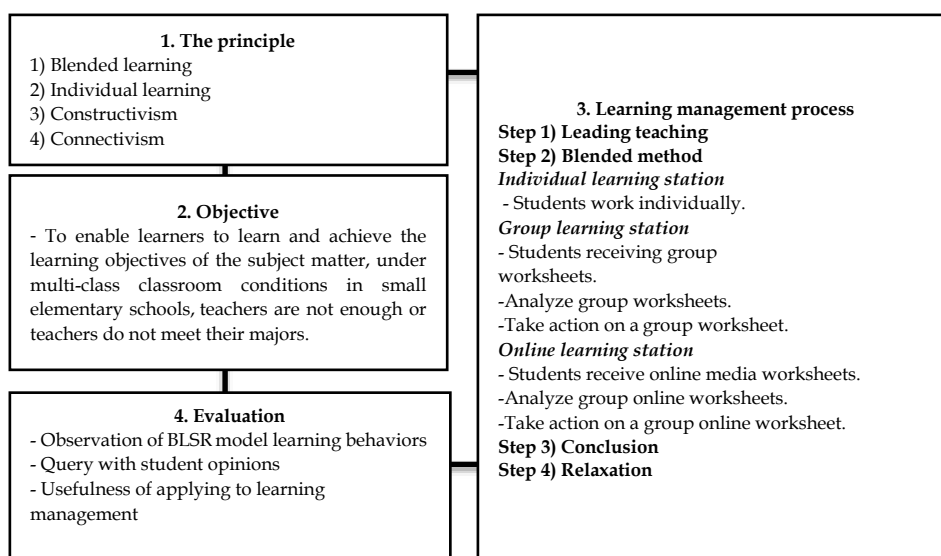 1. The principle
1) Blended learning
2) Individual learning
3) Constructivism
4) Connectivism
2. Objective
- To enable learners to learn and achieve the
learning objectives of the subject matter, under
multi-class classroom conditions in small
elementary schools, teachers are not enough or
teachers do not meet their majors.
3. Learning management process
Step 1) Leading teaching
Step 2) Blended method
Individual learning station
- Students work individually.
Group learning station
- Students receiving group
worksheets.
-Analyze group worksheets.
-Take action on a group worksheet.
Online learning station
- Students receive online media worksheets.
-Analyze group online worksheets.
-Take action on a group online worksheet.
Step 3) Conclusion
Step 4) Relaxation
4. Evaluation
- Observation of BLSR model learning behaviors
- Query with student opinions
- Usefulness of applying to learning
management